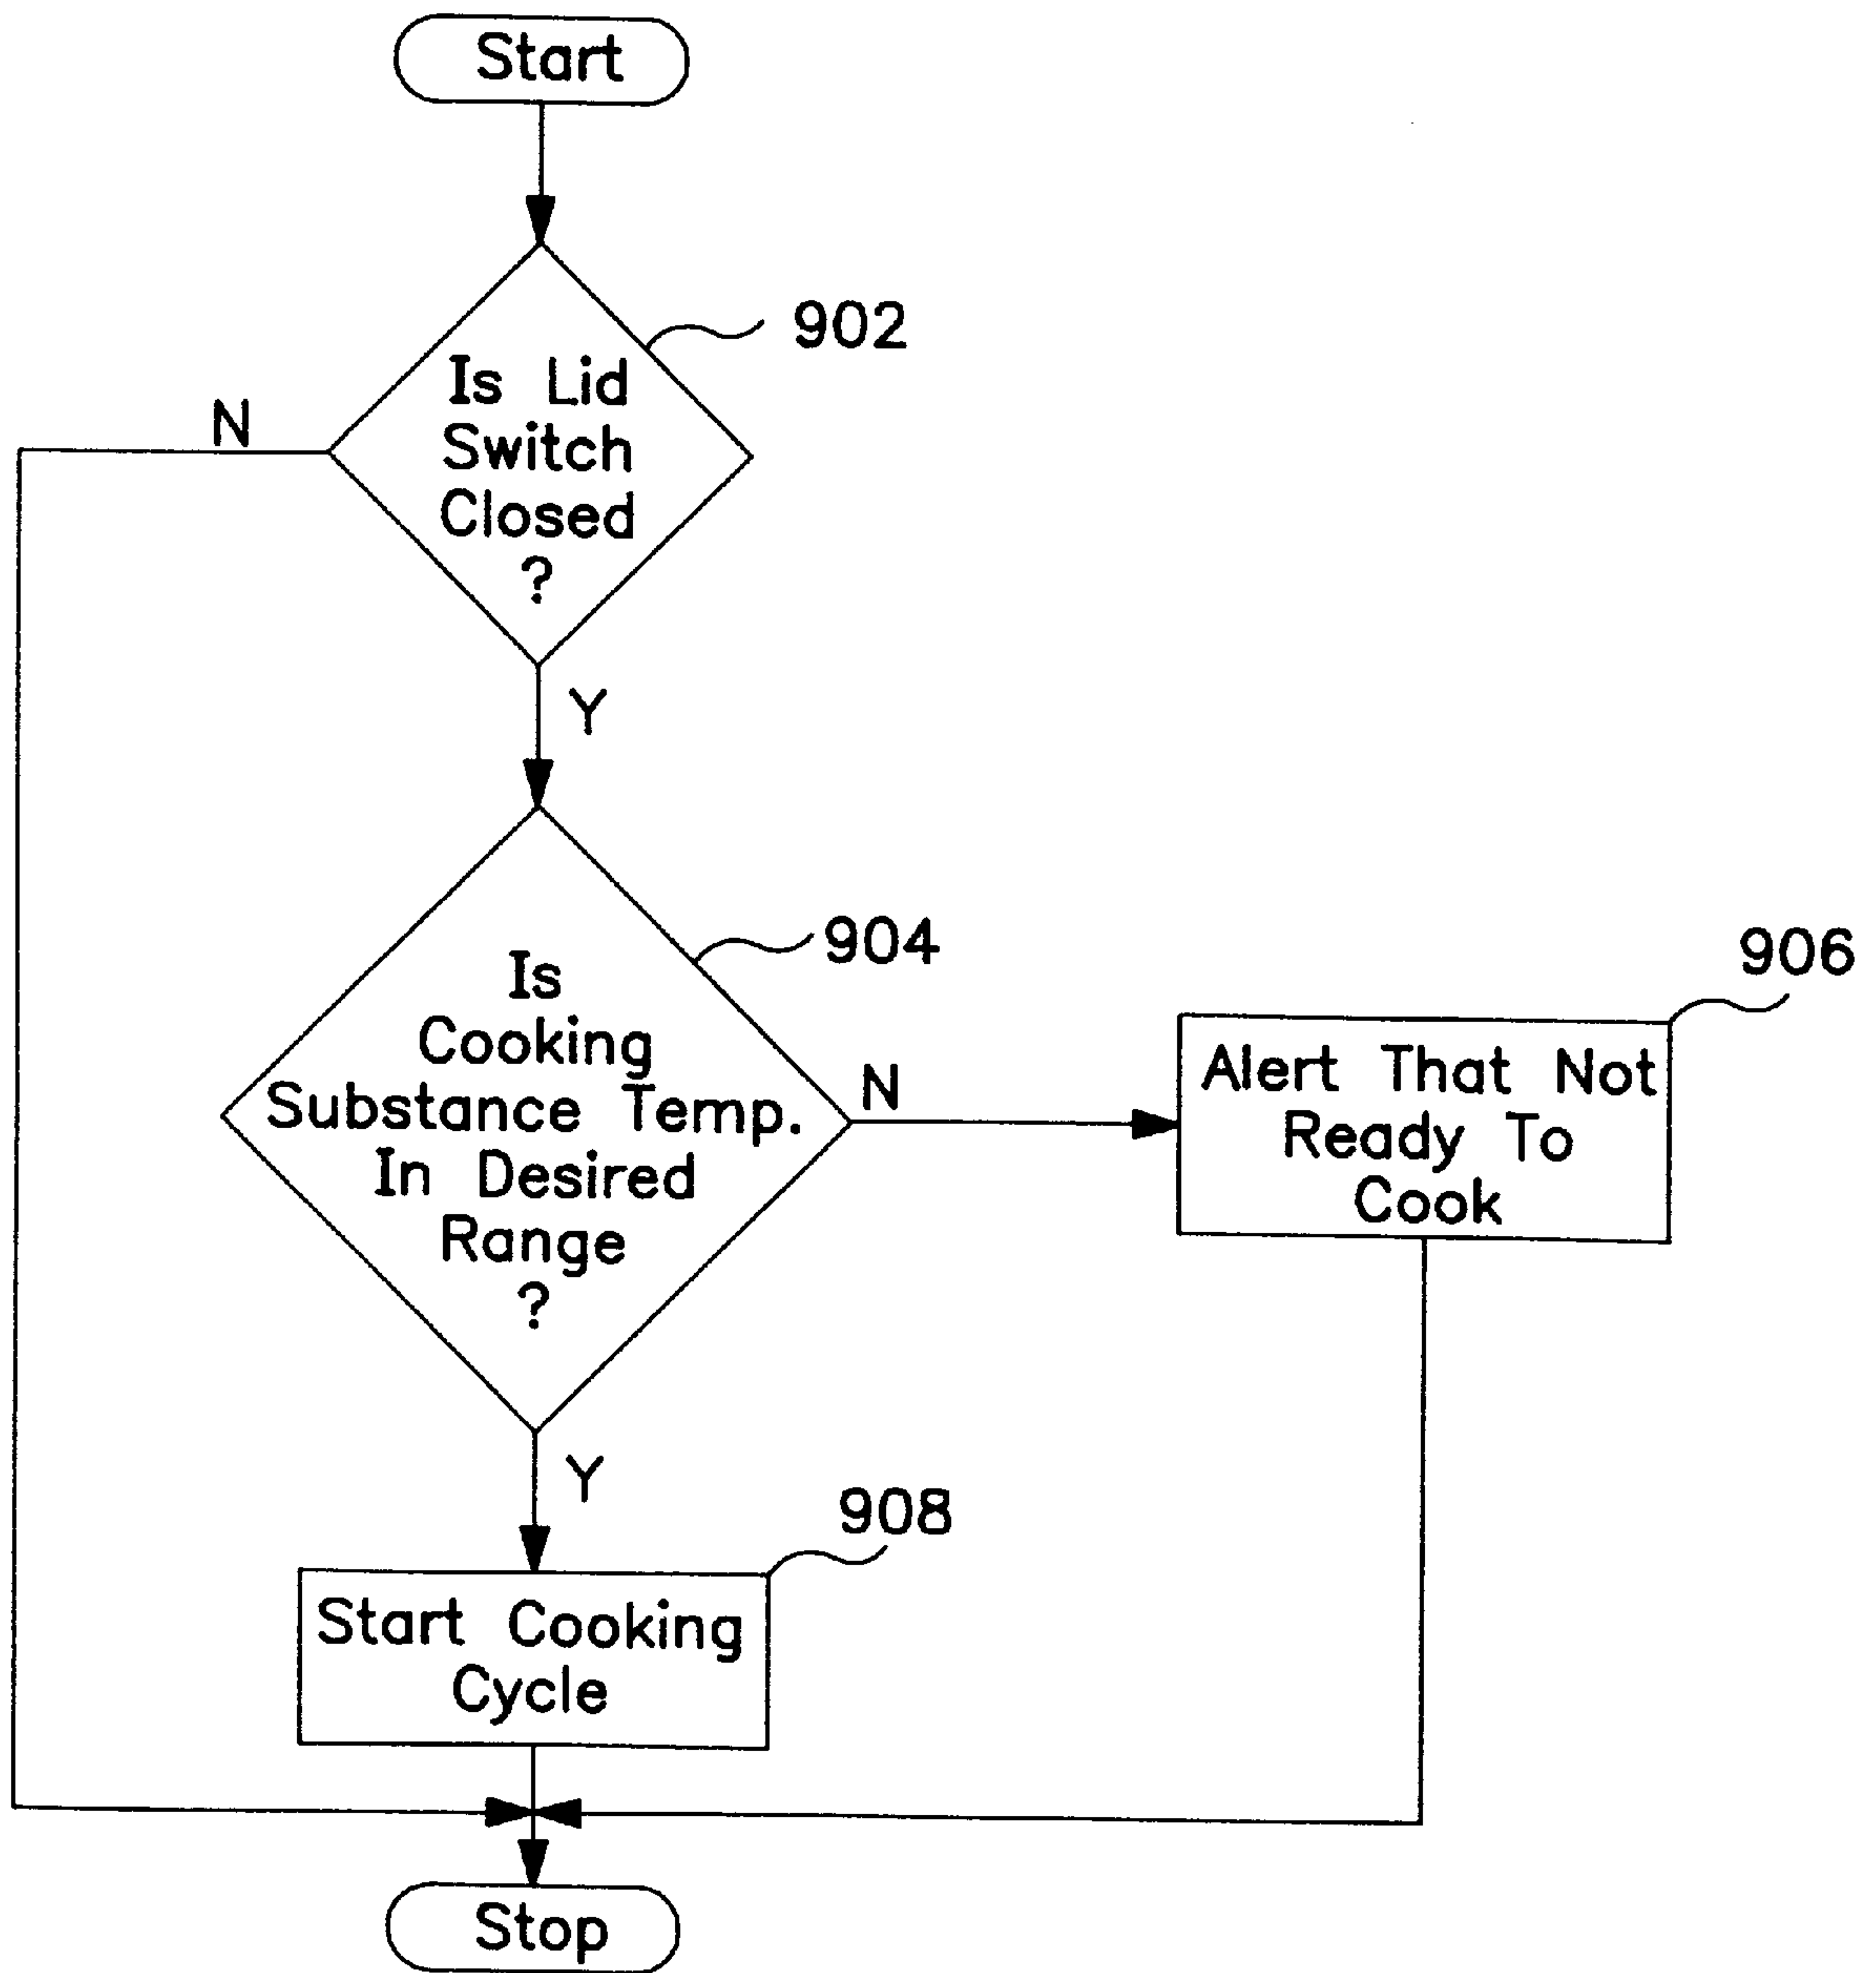 Start
902
Is Lid
Switch
Closed
?
N
Y
904
Is
Cooking
Substance Temp.
In Desired
Range
?
N
906
Alert That Not
Ready To
Cook
Y
908
Start Cooking
Cycle
Stop